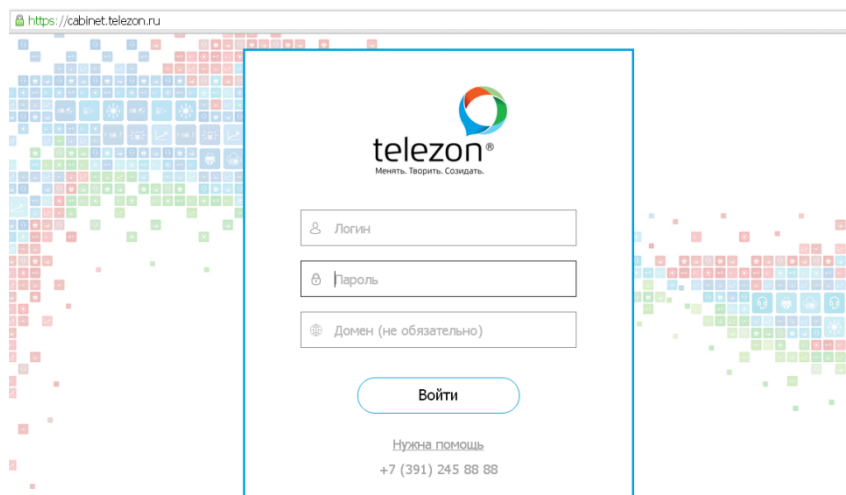 https://cabinet.telezon.ru
telezon®
Менять. Творить. Созидать.
Логин
Пароль
Домен (не обязательно)
Войти
Нужна помощь
+7 (391) 245 88 88